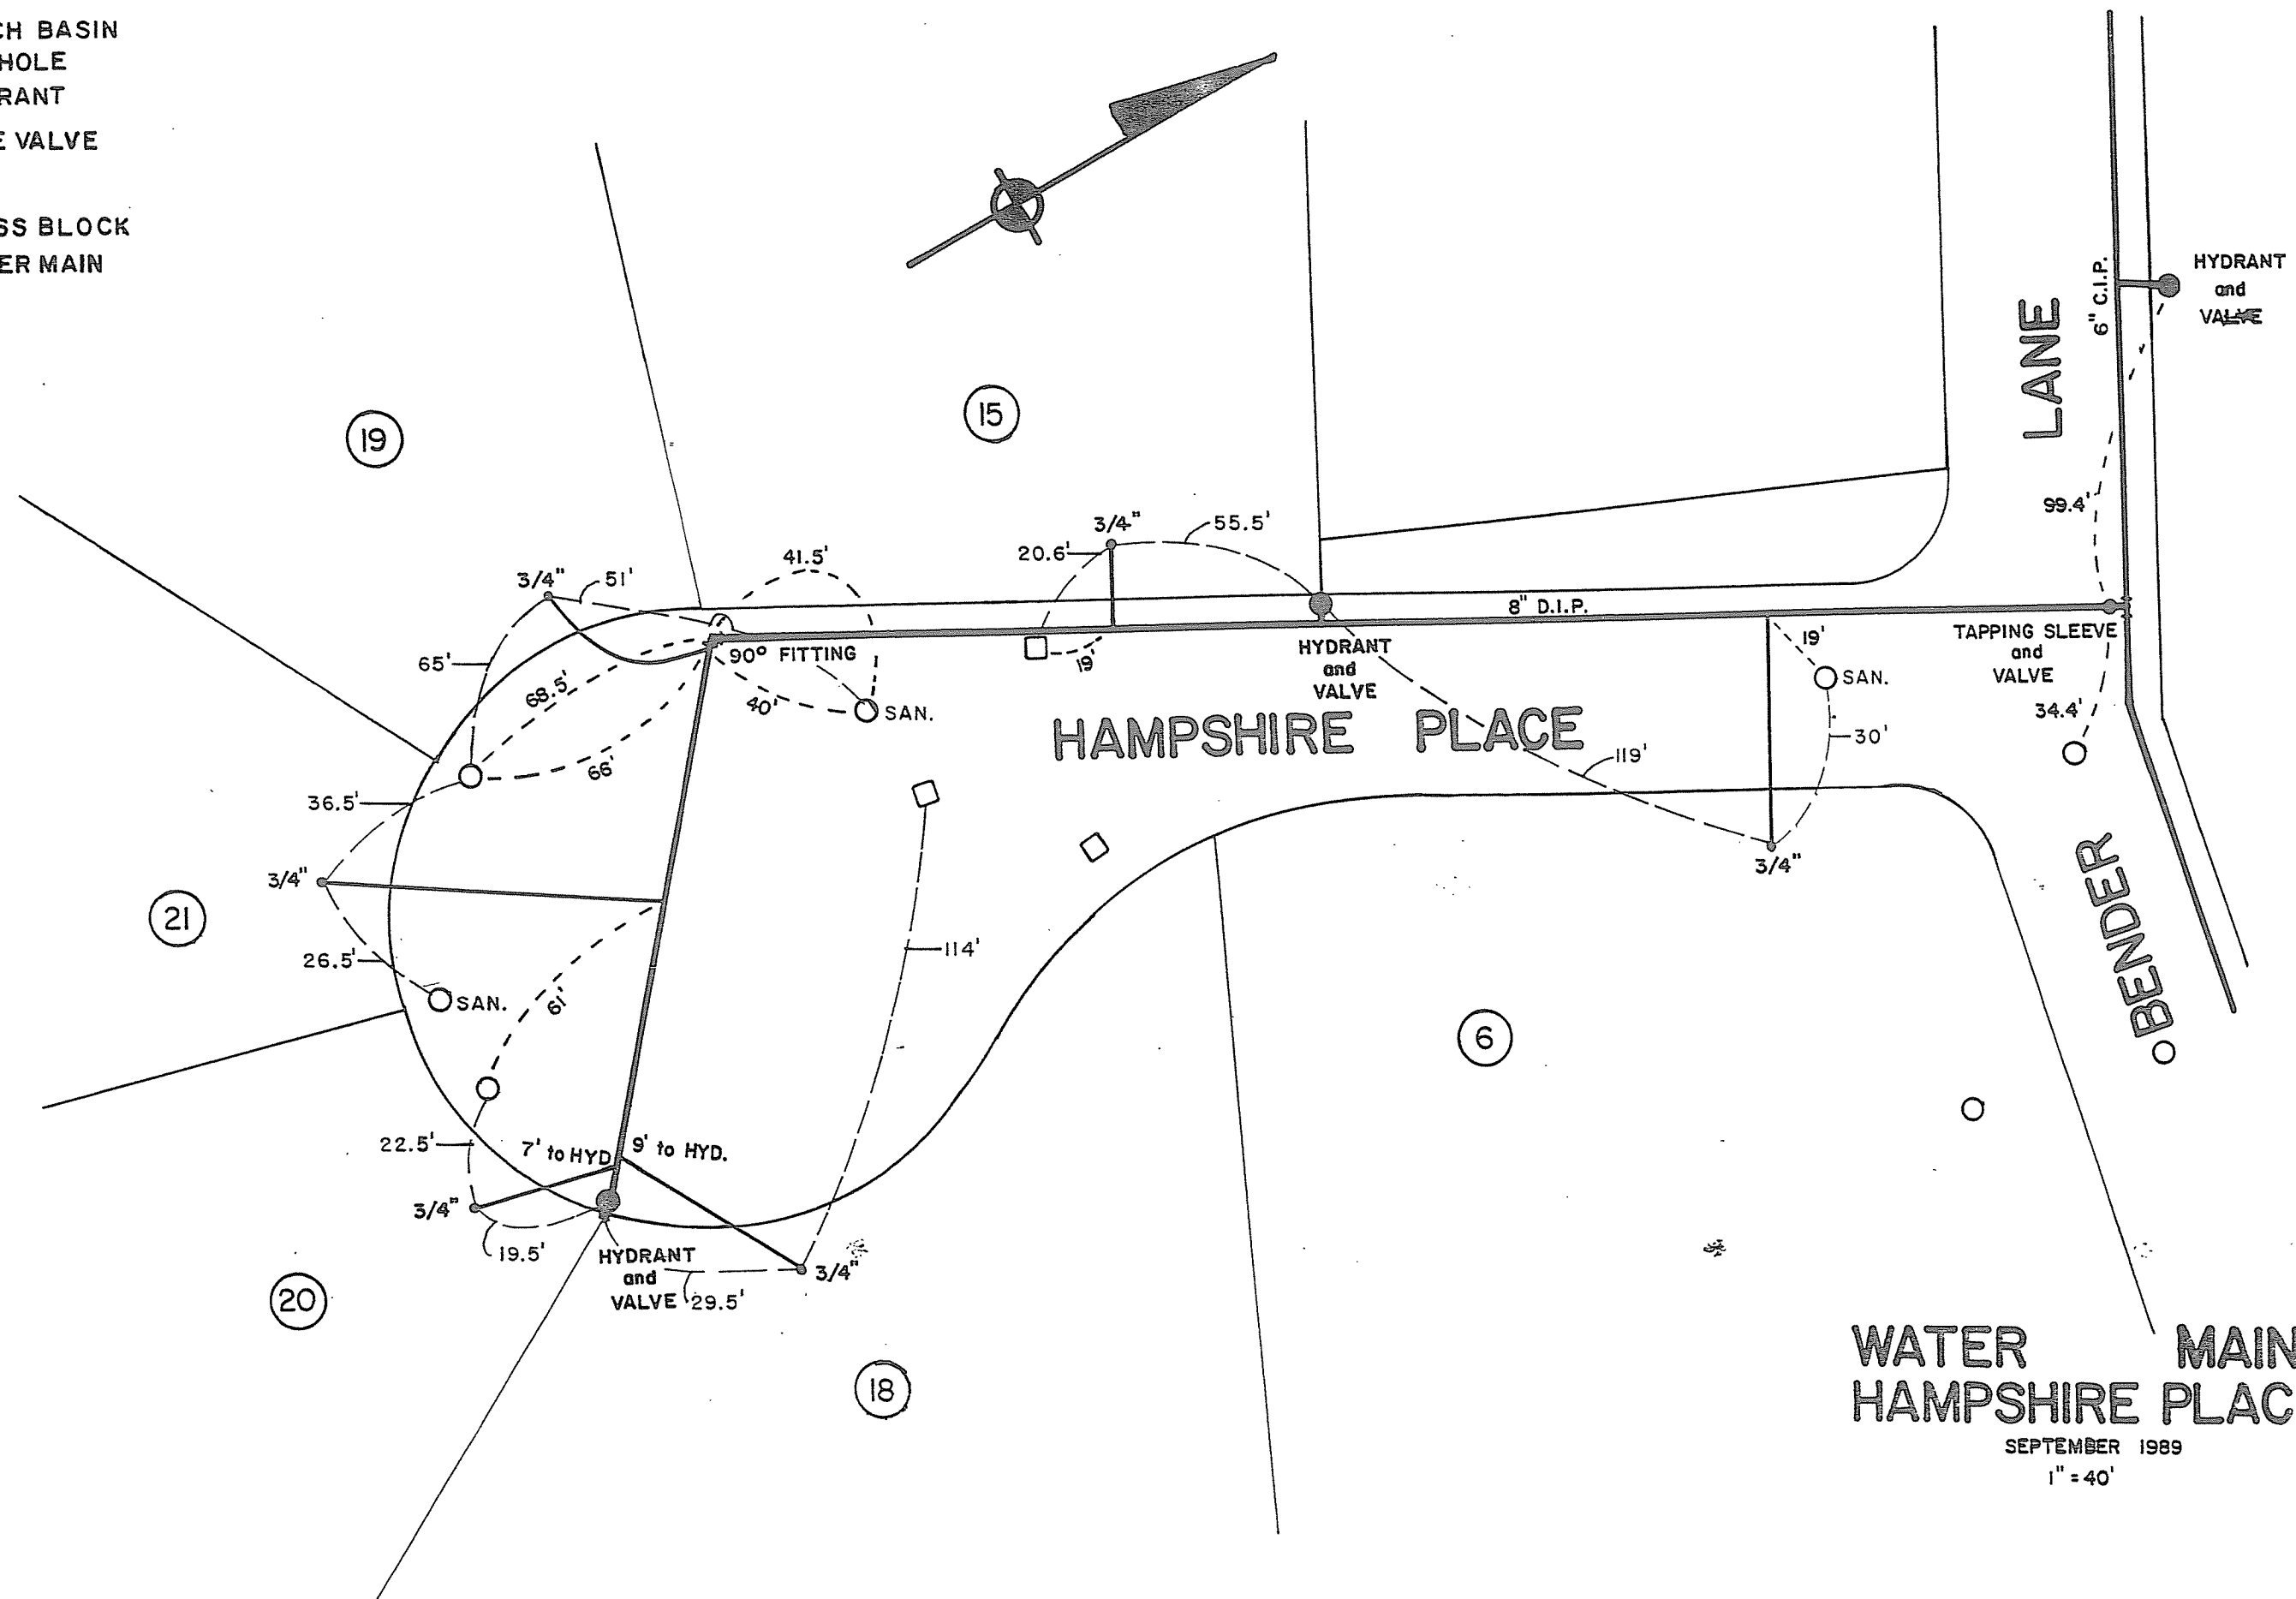 CH BASIN
HOLE
RANT
E VALVE
SS BLOCK
ER MAIN
19
15
LANE
6" C.I.P.
HYDRANT
and
VALVE
99.4'
3/4"
51'
41.5'
20.6'
3/4"
55.5'
8" D.I.P.
65'
68.5'
90° FITTING
40'
SAN.
66'
19'
HYDRANT
and
VALVE
19'
SAN.
TAPPING SLEEVE
and
VALVE
34.4'
HAMPSHIRE PLACE
119'
30'
3/4"
36.5'
3/4"
21
26.5'
SAN.
61'
114'
6
BENDER
22.5'
7' to HYD
9' to HYD.
3/4"
19.5'
HYDRANT
and
VALVE
29.5'
3/4"
20
18
WATER MAIN
HAMPSHIRE PLAC
SEPTEMBER 1989
1" = 40'